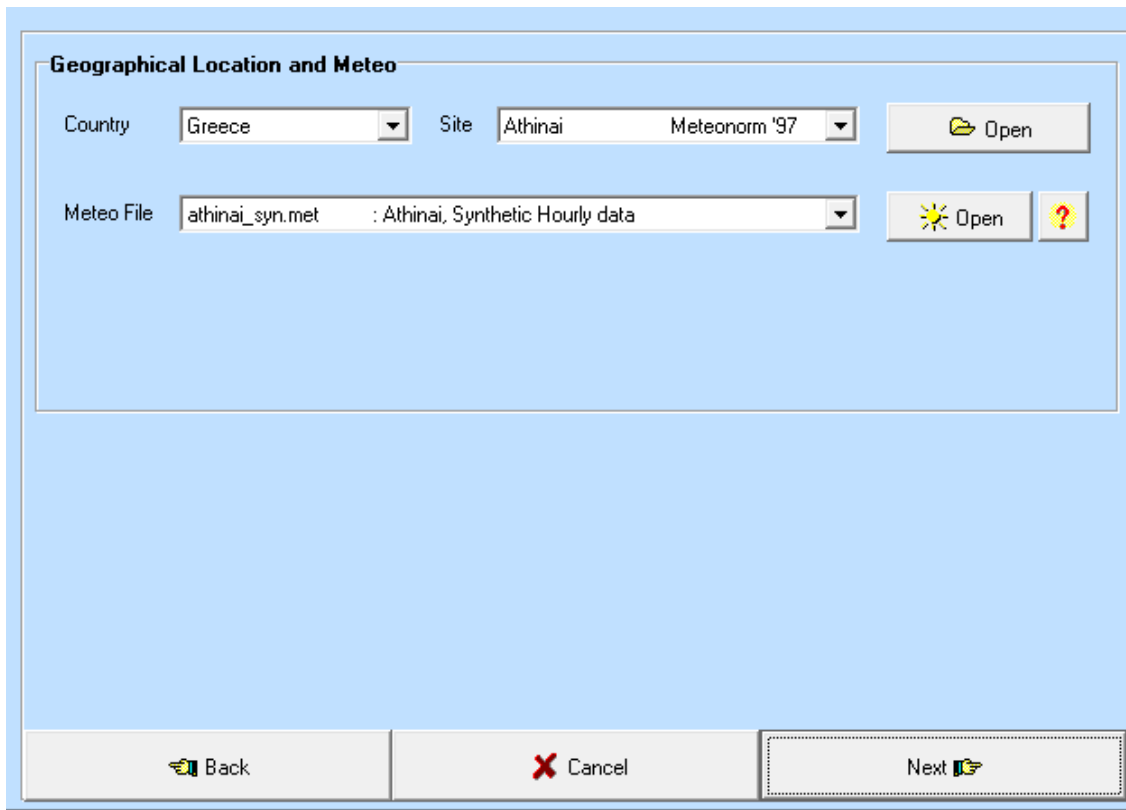 Geographical Location and Meteo
Country Greece Site Athinai Meteonorm '97 Open
Meteo File athinai_syn.met : Athinai, Synthetic Hourly data Open ?
Back Cancel Next